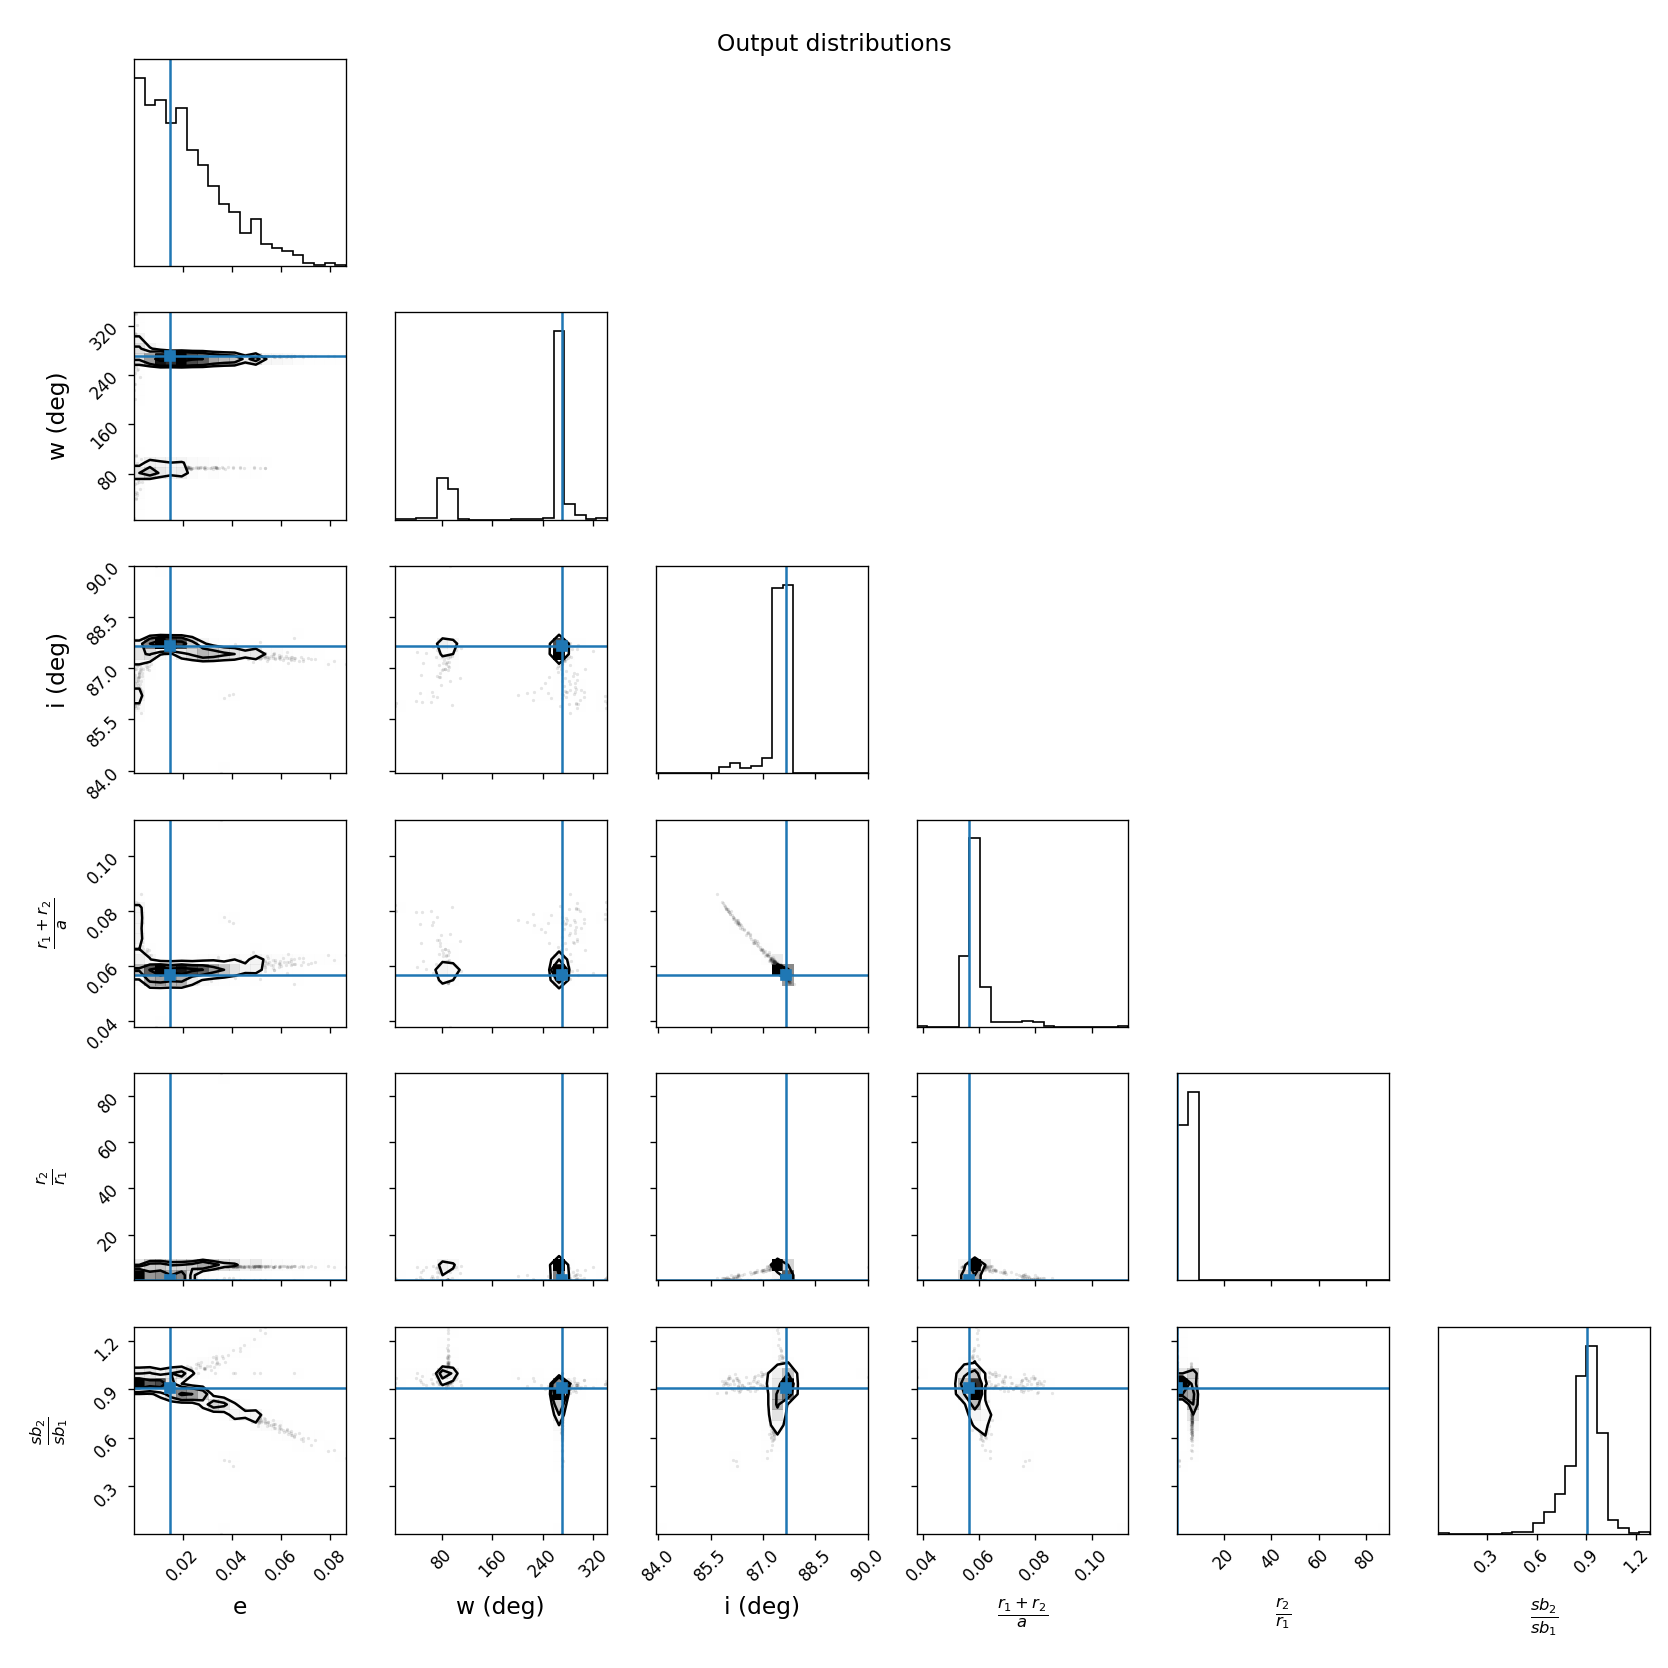 Output distributions
w (deg)
320
240
160
80
i (deg)
90.0
88.5
87.0
85.5
84.0
r1 + r2
a
0.10
0.08
0.06
0.04
r2
r1
80
60
40
20
sb2
sb1
1.2
0.9
0.6
0.3
0.02 0.04 0.06 0.08
80 160 240 320
84.0 85.5 87.0 88.5 90.0
0.04 0.06 0.08 0.10
20 40 60 80
0.3 0.6 0.9 1.2
e
w (deg)
i (deg)
r1 + r2
a
r2
r1
sb2
sb1